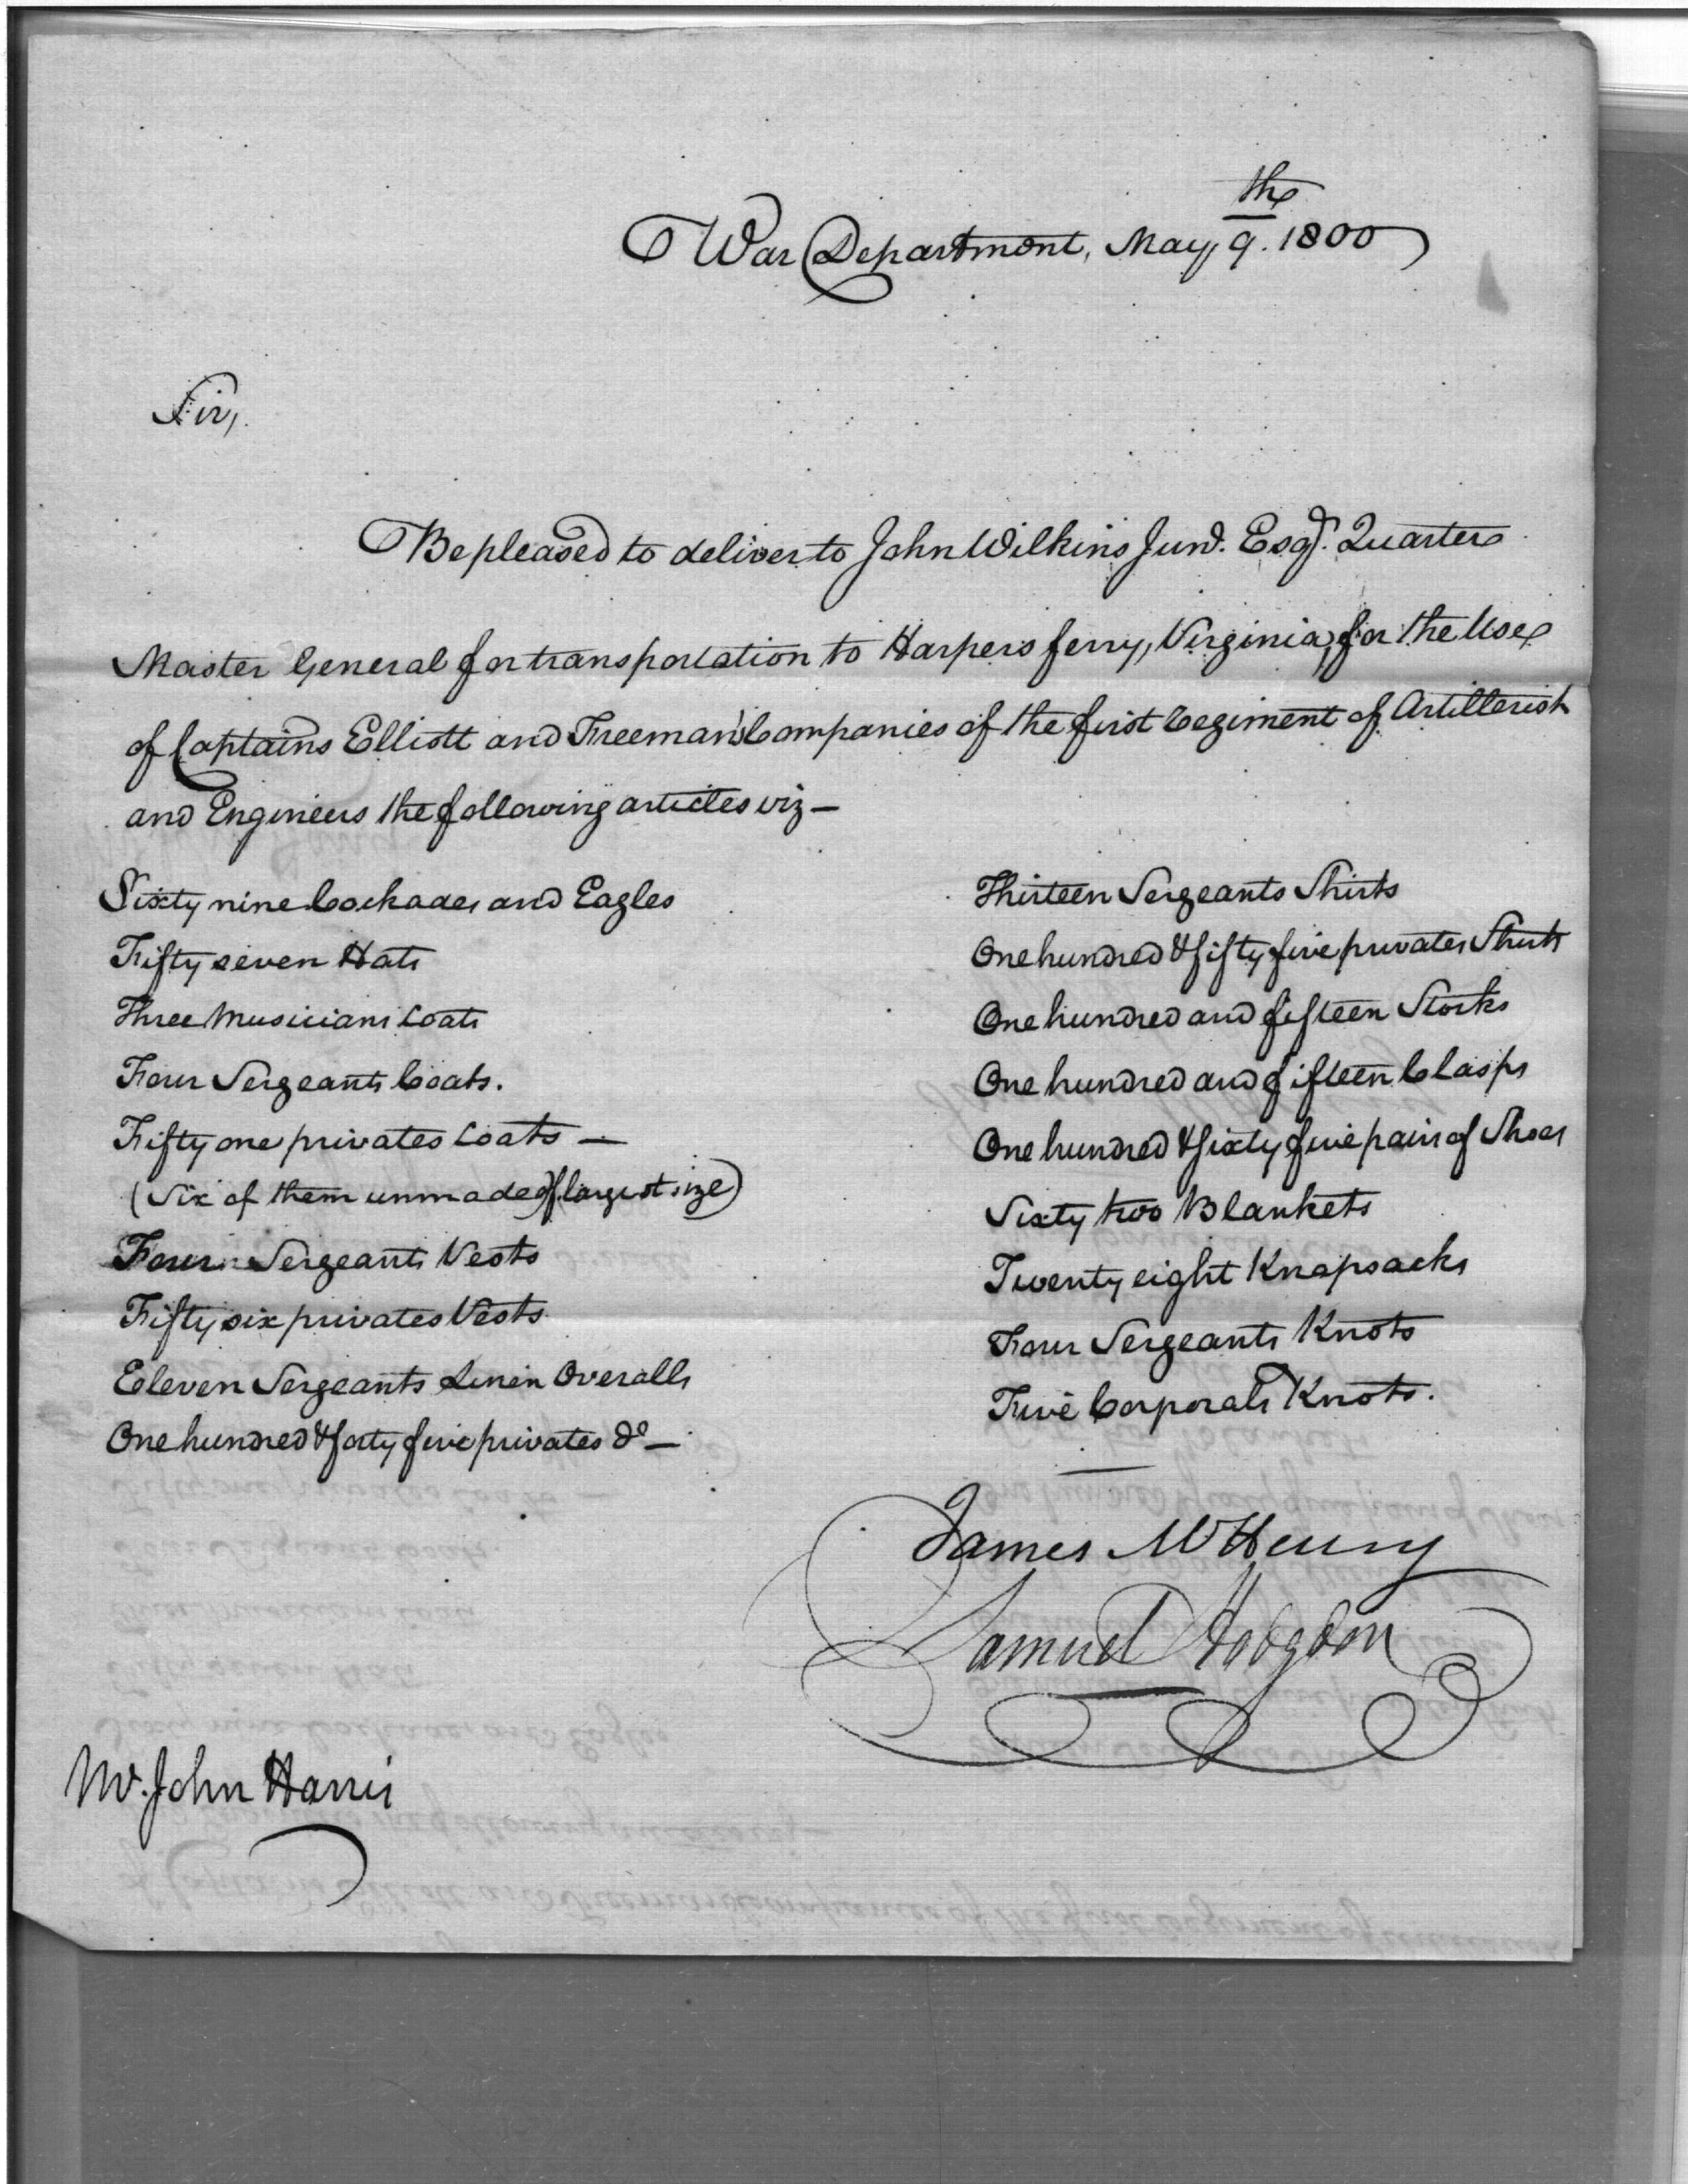 War Department, May 9th. 1800
Sir,
Be pleased to deliver to John Wilkins Junr. Esqr. Quarter
Master General for transportation to Harpers ferry, Virginia, for the Use
of Captains Elliott and Freeman's Companies of the first regiment of Artillerist
and Engineers the following articles viz —
Sixty nine Cockades and Eagles
Fifty seven Hats
Three Musicians Coats
Four Sergeants Coats.
Fifty one privates Coats —
(Six of them unmade of largest size)
Four Sergeants Vests
Fifty six privates Vests
Eleven Sergeants Linen Overalls
One hundred & forty five privates do —
Thirteen Sergeants Shirts
One hundred & fifty five privates Shirts
One hundred and fifteen Stocks
One hundred and fifteen Clasps
One hundred & sixty five pairs of Shoes
Sixty two Blankets
Twenty eight Knapsacks
Four Sergeants Knots
Five Corporals Knots.
James McHenry
Samuel Hodgdon
Mr. John Harris